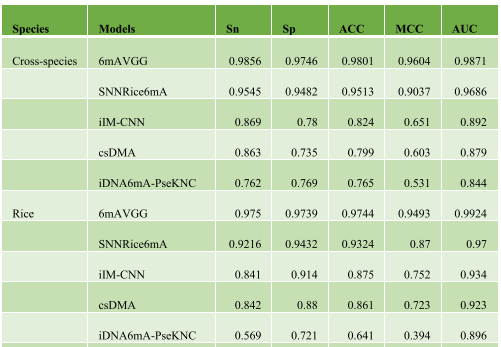 Species Models Sn Sp ACC MCC AUC
Cross-species 6mAVGG 0.9856 0.9746 0.9801 0.9604 0.9871
SNNRice6mA 0.9545 0.9482 0.9513 0.9037 0.9686
iIM-CNN 0.869 0.78 0.824 0.651 0.892
csDMA 0.863 0.735 0.799 0.603 0.879
iDNA6mA-PseKNC 0.762 0.769 0.765 0.531 0.844
Rice 6mAVGG 0.975 0.9739 0.9744 0.9493 0.9924
SNNRice6mA 0.9216 0.9432 0.9324 0.87 0.97
iIM-CNN 0.841 0.914 0.875 0.752 0.934
csDMA 0.842 0.88 0.861 0.723 0.923
iDNA6mA-PseKNC 0.569 0.721 0.641 0.394 0.896